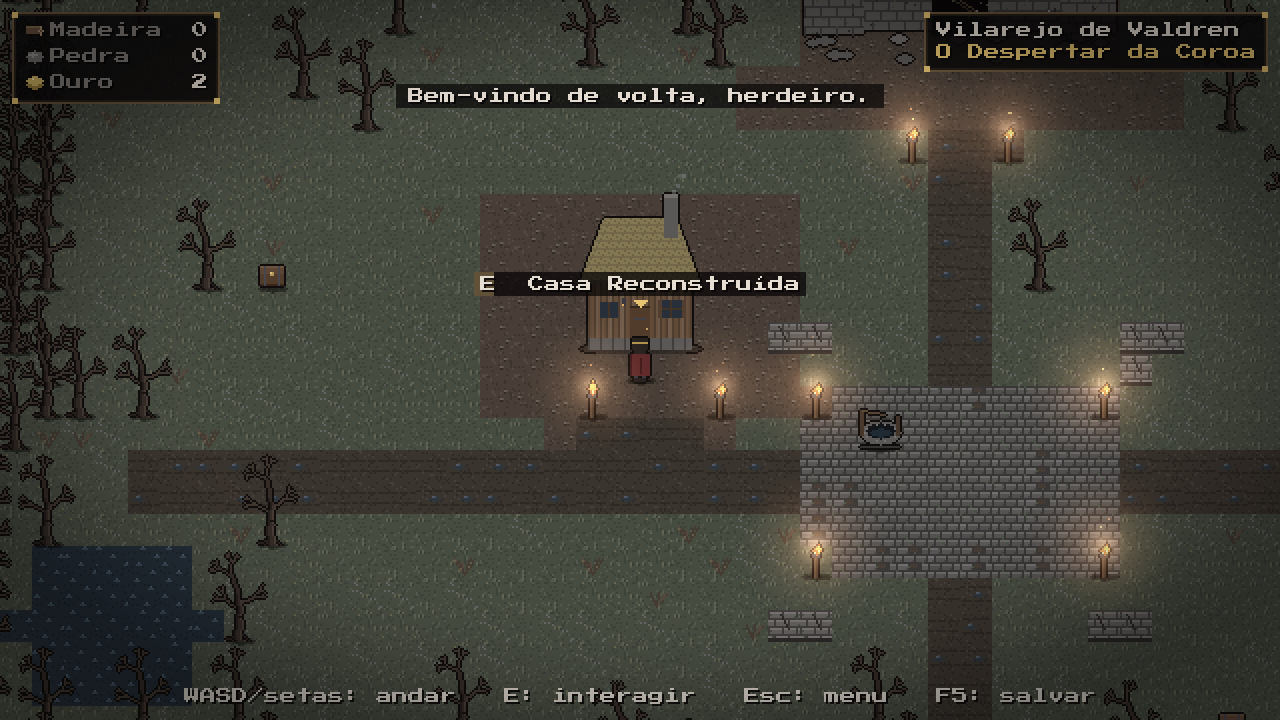 Madeira 0
Pedra 0
Ouro 2
Vilarejo de Valdren
O Despertar da Coroa
Bem-vindo de volta, herdeiro.
E Casa Reconstruída
WASD/setas: andar E: interagir Esc: menu F5: salvar